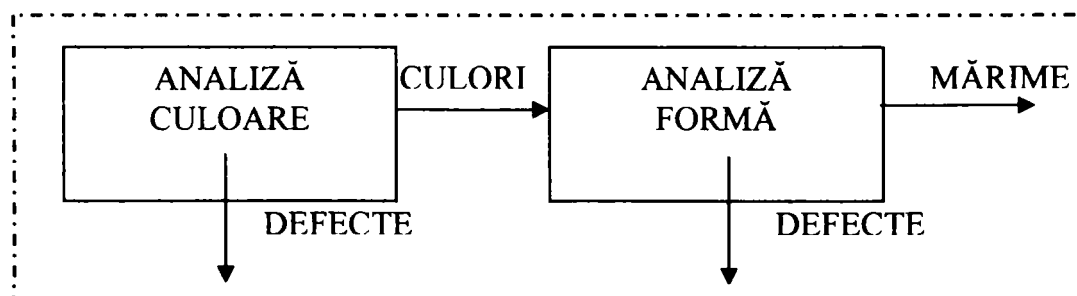 ANALIZĂ
CULOARE
CULORI
ANALIZĂ
FORMĂ
MĂRIME
DEFECTE
DEFECTE